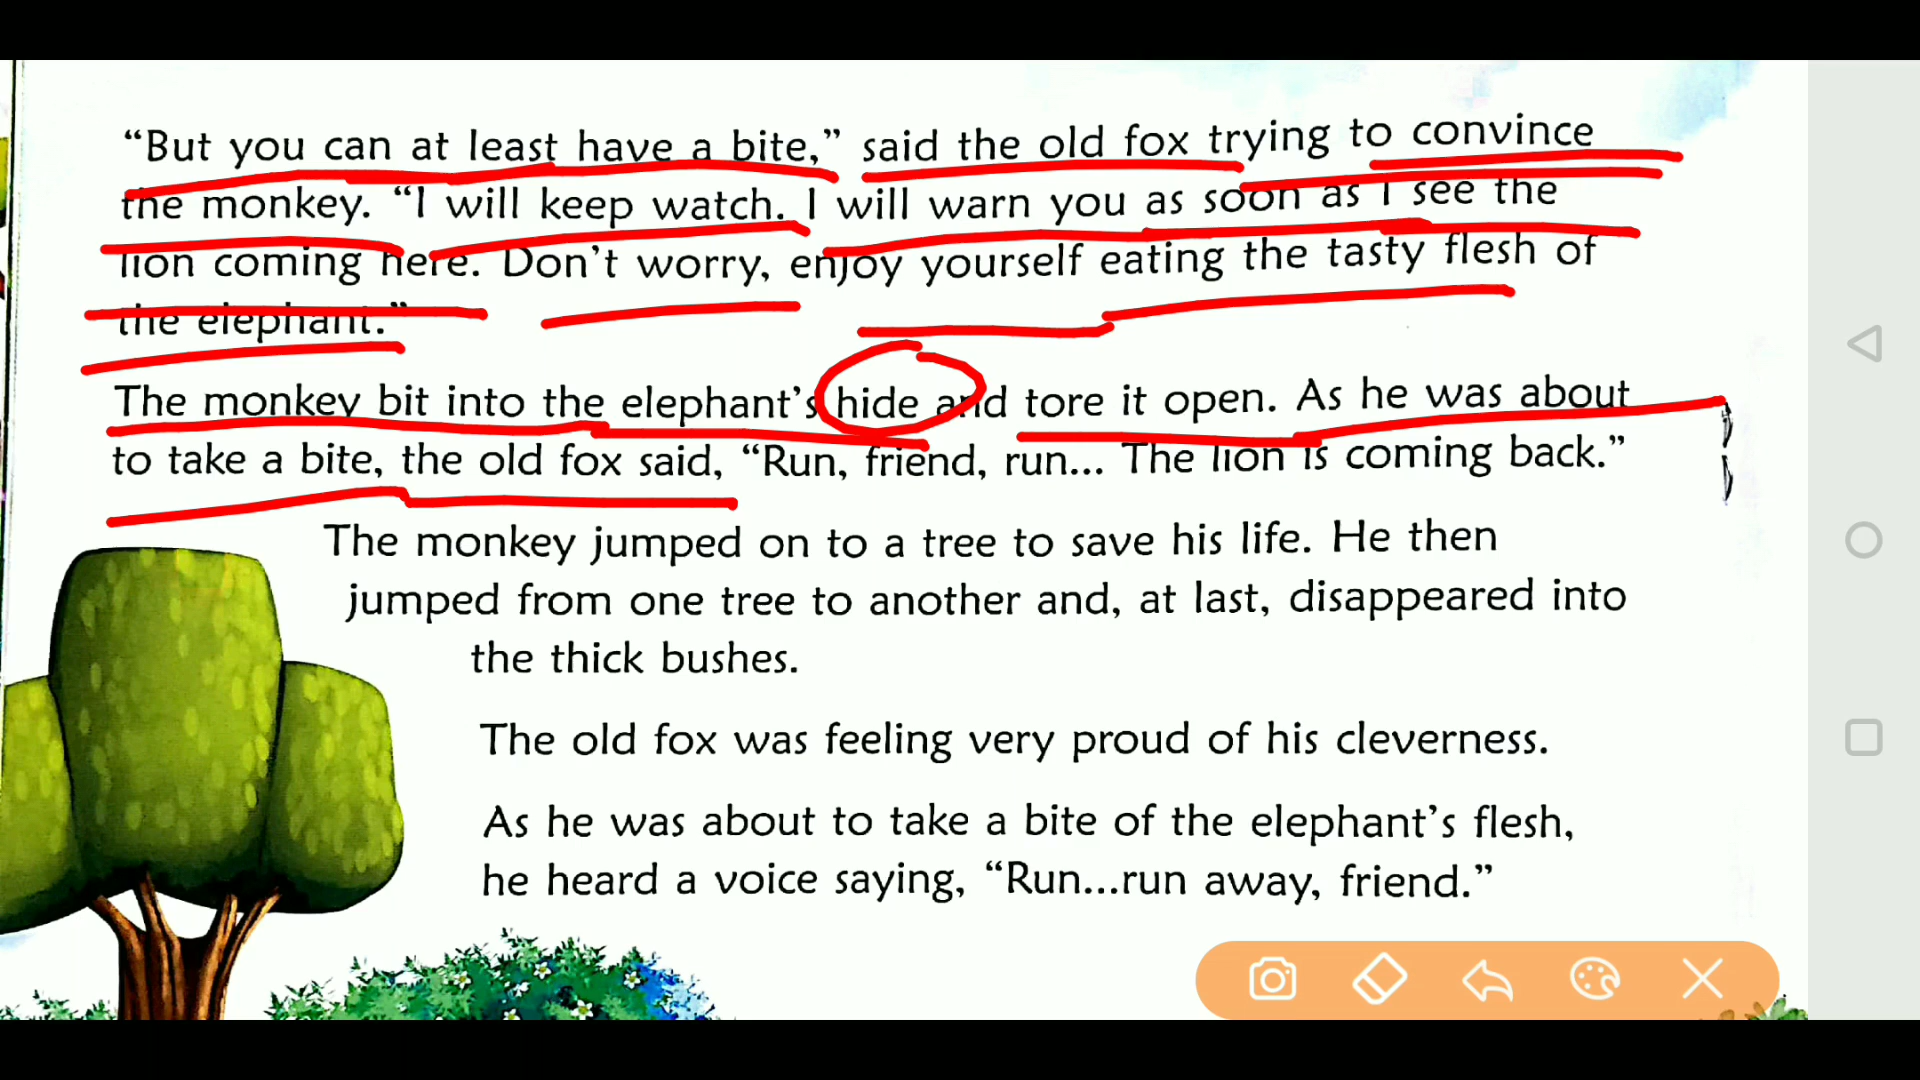 “But you can at least have a bite,” said the old fox trying to convince
the monkey. “I will keep watch. I will warn you as soon as I see the
lion coming here. Don’t worry, enjoy yourself eating the tasty flesh of
the elephant.”
The monkey bit into the elephant’s hide and tore it open. As he was about
to take a bite, the old fox said, “Run, friend, run... The lion is coming back.”
The monkey jumped on to a tree to save his life. He then
jumped from one tree to another and, at last, disappeared into
the thick bushes.
The old fox was feeling very proud of his cleverness.
As he was about to take a bite of the elephant’s flesh,
he heard a voice saying, “Run...run away, friend.”